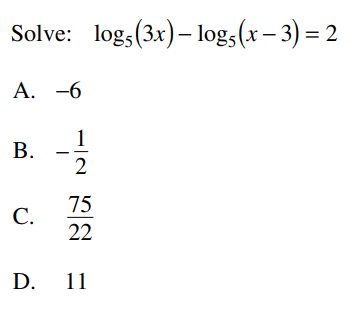 Solve: log₅(3x) – log₅(x – 3) = 2
A. –6
B. –1/2
C. 75/22
D. 11